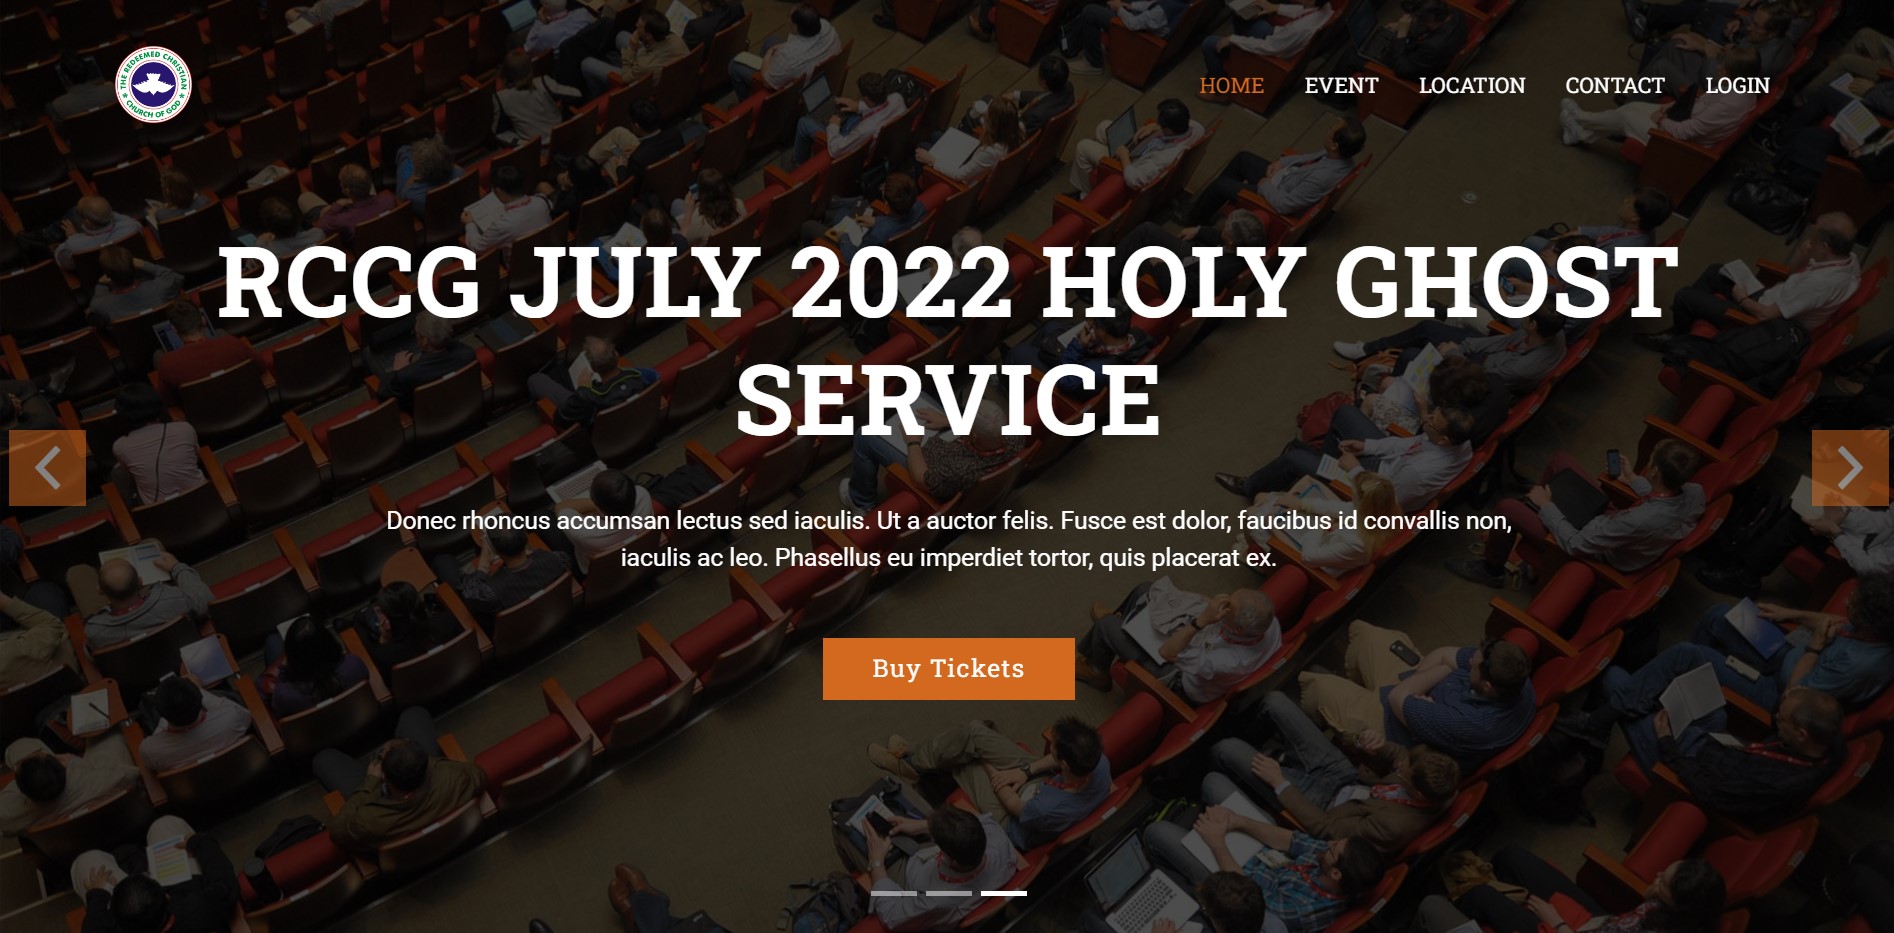 THE REDEEMED CHRISTIAN
CHURCH OF GOD
HOME EVENT LOCATION CONTACT LOGIN
RCCG JULY 2022 HOLY GHOST
SERVICE
Donec rhoncus accumsan lectus sed iaculis. Ut a auctor felis. Fusce est dolor, faucibus id convallis non,
iaculis ac leo. Phasellus eu imperdiet tortor, quis placerat ex.
Buy Tickets